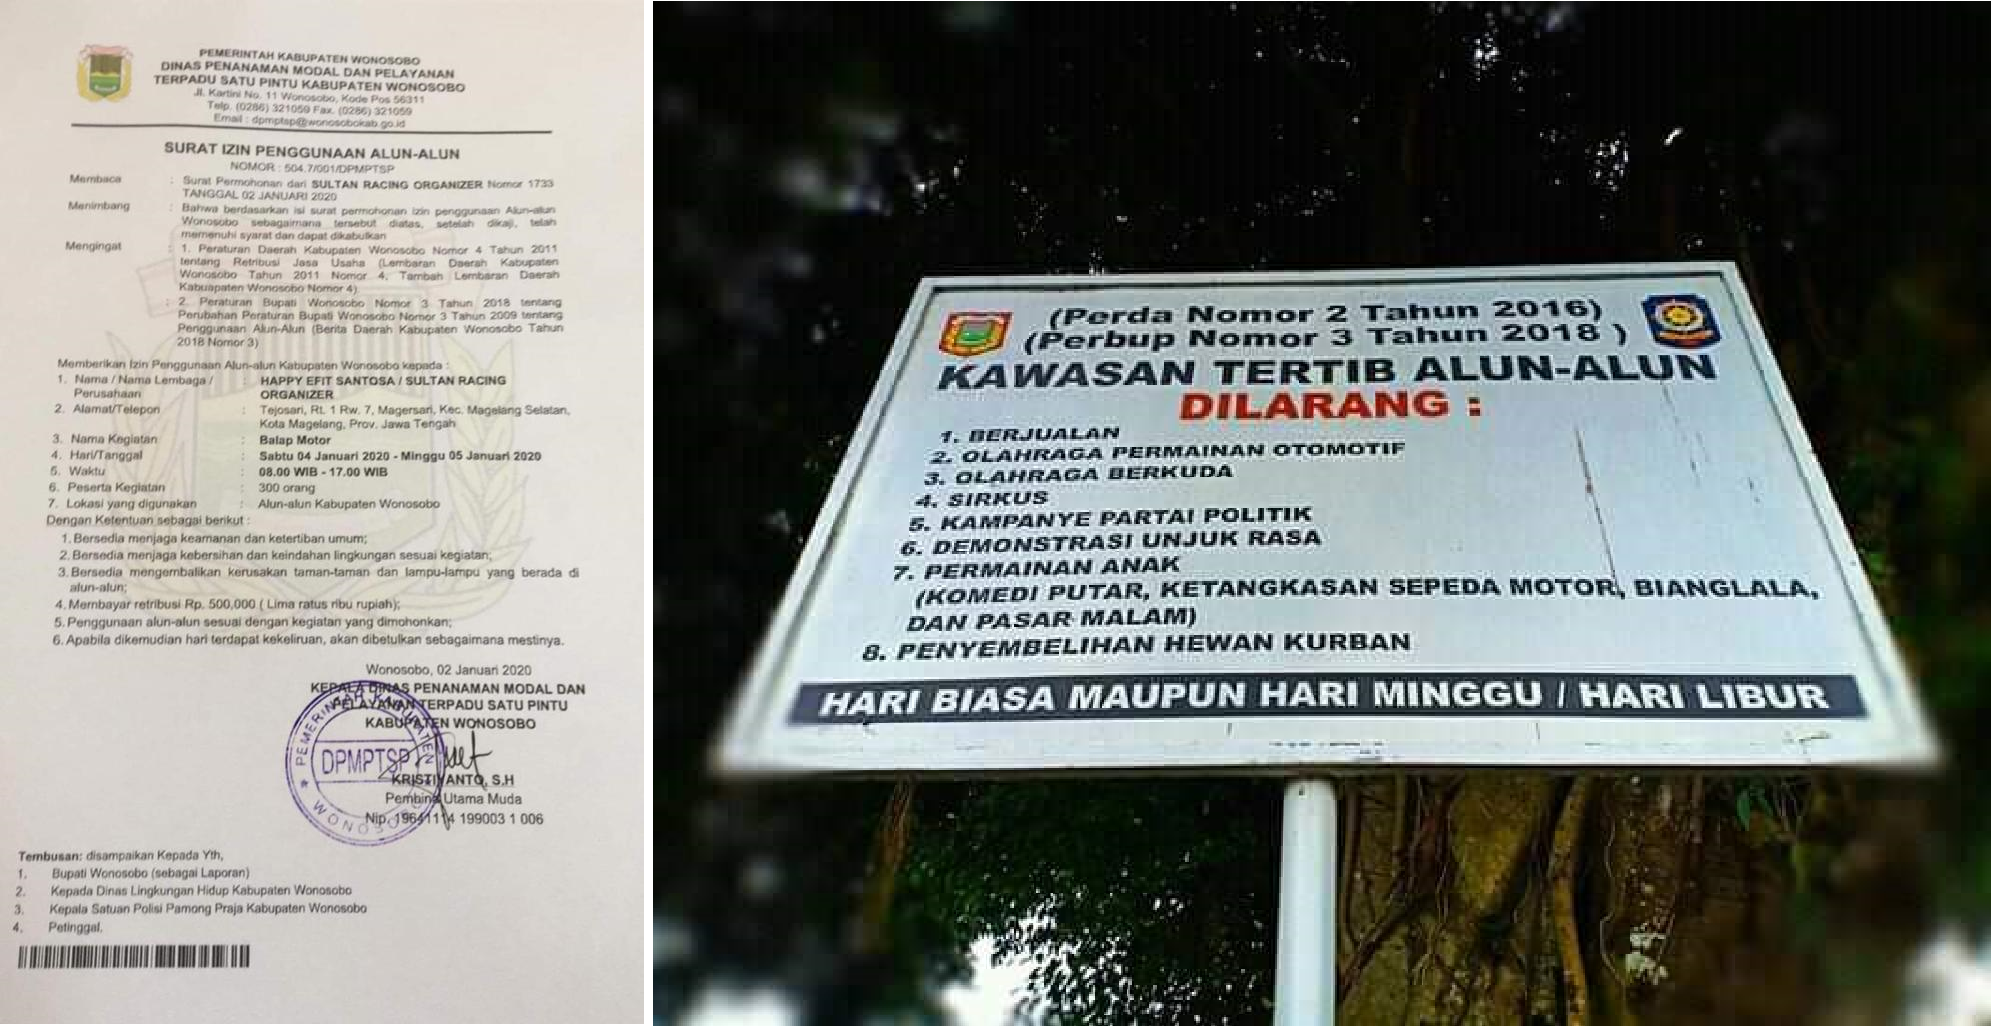 PEMERINTAH KABUPATEN WONOSOBO
DINAS PENANAMAN MODAL DAN PELAYANAN
TERPADU SATU PINTU KABUPATEN WONOSOBO
Jl. Kartini No. 11 Wonosobo, Kode Pos 56311
Telp. (0286) 321059 Fax. (0286) 321059
Email : dpmptsp@wonosobokab.go.id
SURAT IZIN PENGGUNAAN ALUN-ALUN
NOMOR : 504.7/001/DPMPTSP
Membaca : Surat Permohonan dari SULTAN RACING ORGANIZER Nomor 1733
TANGGAL 02 JANUARI 2020
Menimbang : Bahwa berdasarkan isi surat permohonan izin penggunaan Alun-alun
Wonosobo sebagaimana tersebut diatas, setelah dikaji, telah
memenuhi syarat dan dapat dikabulkan
Mengingat : 1. Peraturan Daerah Kabupaten Wonosobo Nomor 4 Tahun 2011
tentang Retribusi Jasa Usaha (Lembaran Daerah Kabupaten
Wonosobo Tahun 2011 Nomor 4, Tambah Lembaran Daerah
Kabuapaten Wonosobo Nomor 4).
: 2. Peraturan Bupati Wonosobo Nomor 3 Tahun 2018 tentang
Perubahan Peraturan Bupati Wonosobo Nomor 3 Tahun 2009 tentang
Penggunaan Alun-Alun (Berita Daerah Kabupaten Wonosobo Tahun
2018 Nomor 3)
Memberikan Izin Penggunaan Alun-alun Kabupaten Wonosobo kepada :
1. Nama / Nama Lembaga / : HAPPY EFIT SANTOSA / SULTAN RACING
Perusahaan ORGANIZER
2. Alamat/Telepon : Tejosari, Rt. 1 Rw. 7, Magersari, Kec. Magelang Selatan,
Kota Magelang, Prov. Jawa Tengah
3. Nama Kegiatan : Balap Motor
4. Hari/Tanggal : Sabtu 04 Januari 2020 - Minggu 05 Januari 2020
5. Waktu : 08.00 WIB - 17.00 WIB
6. Peserta Kegiatan : 300 orang
7. Lokasi yang digunakan : Alun-alun Kabupaten Wonosobo
Dengan Ketentuan sebagai berikut :
1. Bersedia menjaga keamanan dan ketertiban umum;
2. Bersedia menjaga kebersihan dan keindahan lingkungan sesuai kegiatan;
3. Bersedia mengembalikan kerusakan taman-taman dan lampu-lampu yang berada di
alun-alun;
4. Membayar retribusi Rp. 500,000 ( Lima ratus ribu rupiah);
5. Penggunaan alun-alun sesuai dengan kegiatan yang dimohonkan;
6. Apabila dikemudian hari terdapat kekeliruan, akan dibetulkan sebagaimana mestinya.
Wonosobo, 02 Januari 2020
KEPALA DINAS PENANAMAN MODAL DAN
PELAYANAN TERPADU SATU PINTU
KABUPATEN WONOSOBO
PEMERINTAH KABUPATEN
DPMPTSP
WONOSOBO
KRISTIYANTO, S.H
Pembina Utama Muda
Nip. 19641114 199003 1 006
Tembusan: disampaikan Kepada Yth,
1. Bupati Wonosobo (sebagai Laporan)
2. Kepada Dinas Lingkungan Hidup Kabupaten Wonosobo
3. Kepala Satuan Polisi Pamong Praja Kabupaten Wonosobo
4. Petinggal.
(Perda Nomor 2 Tahun 2016)
(Perbup Nomor 3 Tahun 2018 )
KAWASAN TERTIB ALUN-ALUN
DILARANG :
1. BERJUALAN
2. OLAHRAGA PERMAINAN OTOMOTIF
3. OLAHRAGA BERKUDA
4. SIRKUS
5. KAMPANYE PARTAI POLITIK
6. DEMONSTRASI UNJUK RASA
7. PERMAINAN ANAK
(KOMEDI PUTAR, KETANGKASAN SEPEDA MOTOR, BIANGLALA,
DAN PASAR MALAM)
8. PENYEMBELIHAN HEWAN KURBAN
HARI BIASA MAUPUN HARI MINGGU / HARI LIBUR